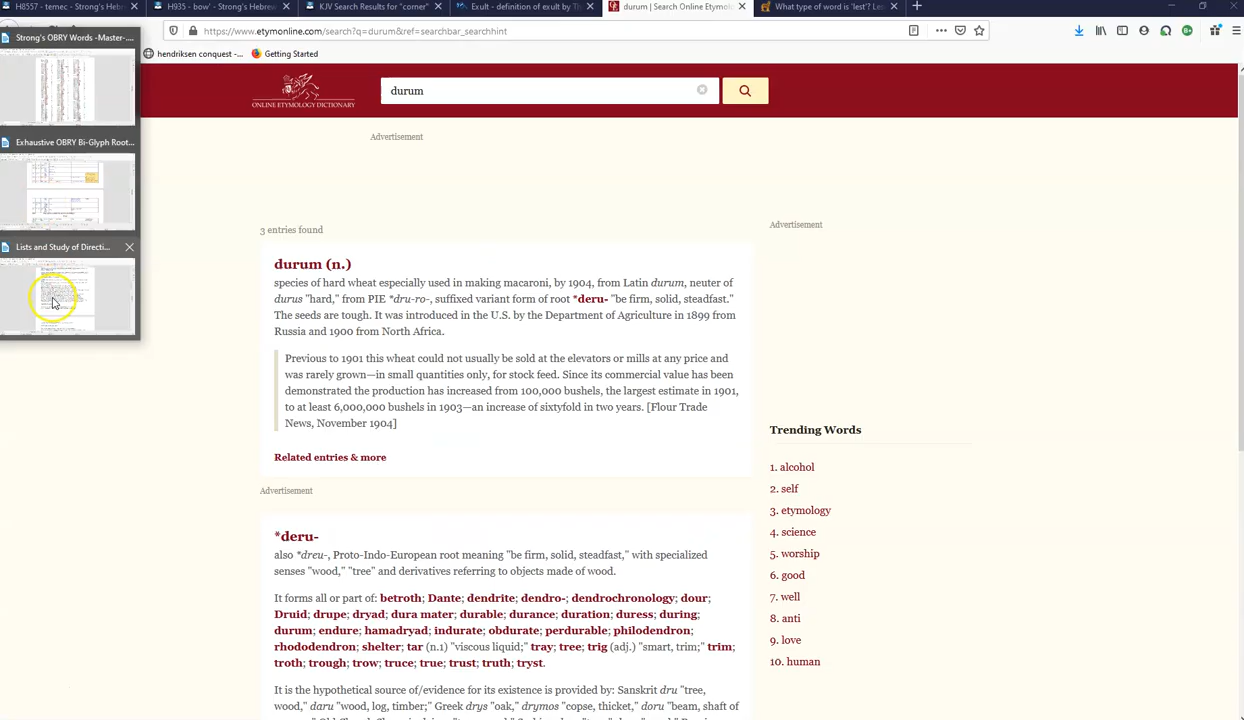 H8557 - temec - Strong's Hebrew
H935 - bow' - Strong's Hebrew
KJV Search Results for "corner"
Exult - definition of exult by Th
durum | Search Online Etymolog
What type of word is 'lest'? Le
https://www.etymonline.com/search?q=durum&ref=searchbar_searchhint
hendriksen conquest -...
Getting Started
Strong's OBRY Words -Master-...
Exhaustive OBRY Bi-Glyph Root...
Lists and Study of Directi...
ONLINE ETYMOLOGY DICTIONARY
durum
Advertisement
Advertisement
3 entries found
durum (n.)
species of hard wheat especially used in making macaroni, by 1904, from Latin durum, neuter of
durus "hard," from PIE *dru-ro-, suffixed variant form of root *deru- "be firm, solid, steadfast."
The seeds are tough. It was introduced in the U.S. by the Department of Agriculture in 1899 from
Russia and 1900 from North Africa.
Previous to 1901 this wheat could not usually be sold at the elevators or mills at any price and
was rarely grown—in small quantities only, for stock feed. Since its commercial value has been
demonstrated the production has increased from 100,000 bushels, the largest estimate in 1901,
to at least 6,000,000 bushels in 1903—an increase of sixtyfold in two years. [Flour Trade
News, November 1904]
Related entries & more
Advertisement
*deru-
also *dreu-, Proto-Indo-European root meaning "be firm, solid, steadfast," with specialized
senses "wood," "tree" and derivatives referring to objects made of wood.
It forms all or part of: betroth; Dante; dendrite; dendro-; dendrochronology; dour;
Druid; drupe; dryad; dura mater; durable; durance; duration; duress; during;
durum; endure; hamadryad; indurate; obdurate; perdurable; philodendron;
rhododendron; shelter; tar (n.1) "viscous liquid;" tray; tree; trig (adj.) "smart, trim;" trim;
troth; trough; trow; truce; true; trust; truth; tryst.
It is the hypothetical source of/evidence for its existence is provided by: Sanskrit dru "tree,
wood," daru "wood, log, timber;" Greek drys "oak," drymos "copse, thicket," doru "beam, shaft of
Trending Words
1. alcohol
2. self
3. etymology
4. science
5. worship
6. good
7. well
8. anti
9. love
10. human